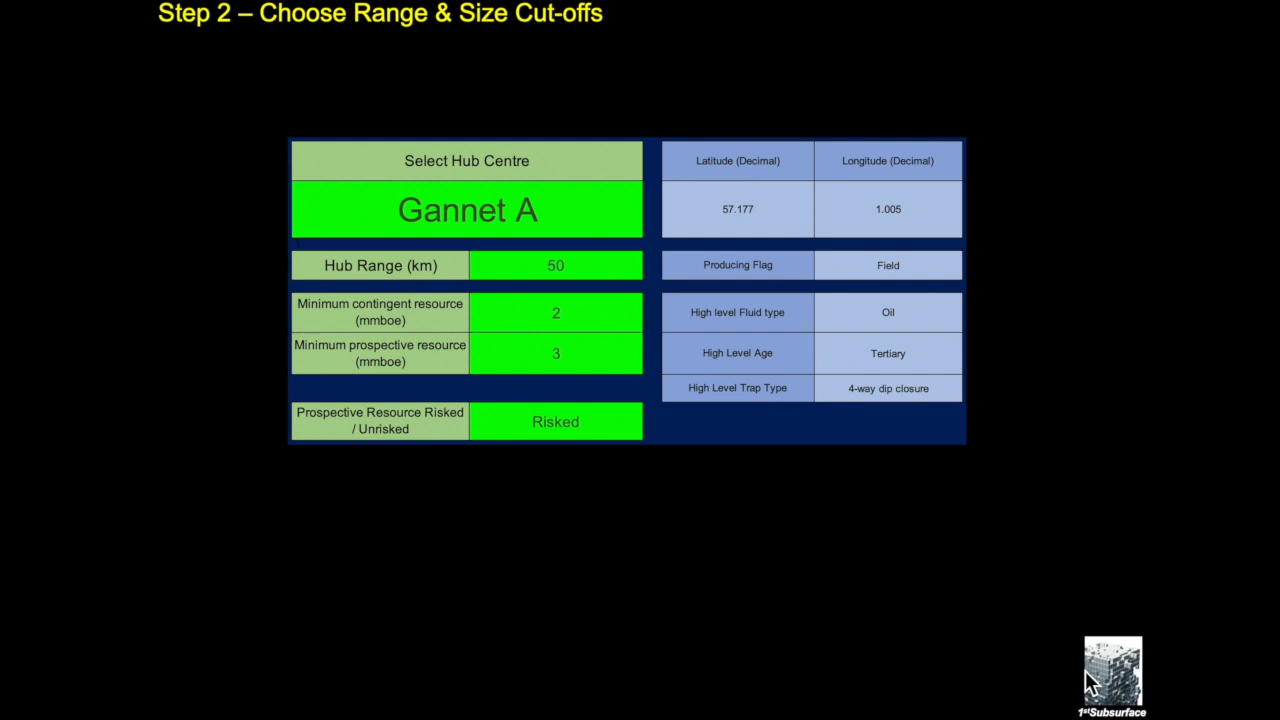 Step 2 – Choose Range & Size Cut-offs
Select Hub Centre
Gannet A
Latitude (Decimal)
Longitude (Decimal)
57.177
1.005
Hub Range (km)
50
Producing Flag
Field
Minimum contingent resource
(mmboe)
2
High level Fluid type
Oil
Minimum prospective resource
(mmboe)
3
High Level Age
Tertiary
High Level Trap Type
4-way dip closure
Prospective Resource Risked
/ Unrisked
Risked
1stSubsurface